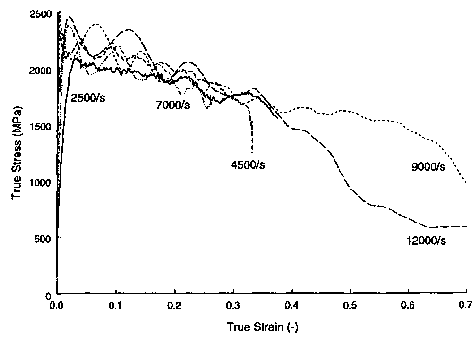 2500
2000
1500
1000
500
0
True Stress (MPa)
2500/s
7000/s
4500/s
9000/s
12000/s
0.0 0.1 0.2 0.3 0.4 0.5 0.6 0.7
True Strain (-)